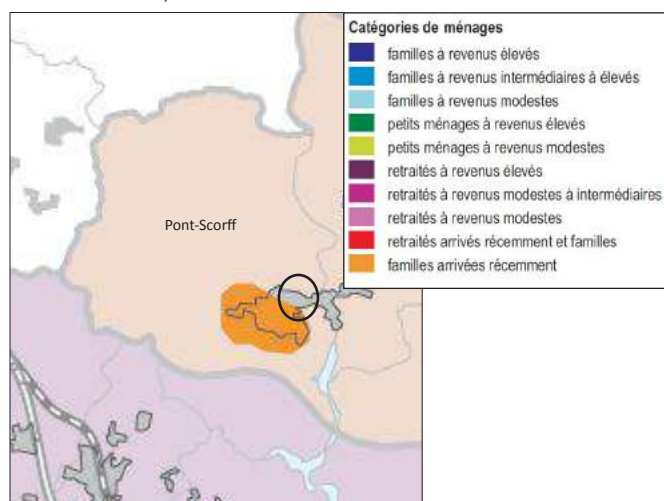 Catégories de ménages
familles à revenus élevés
familles à revenus intermédiaires à élevés
familles à revenus modestes
petits ménages à revenus élevés
petits ménages à revenus modestes
retraités à revenus élevés
retraités à revenus modestes à intermédiaires
retraités à revenus modestes
retraités arrivés récemment et familles
familles arrivées récemment
Pont-Scorff